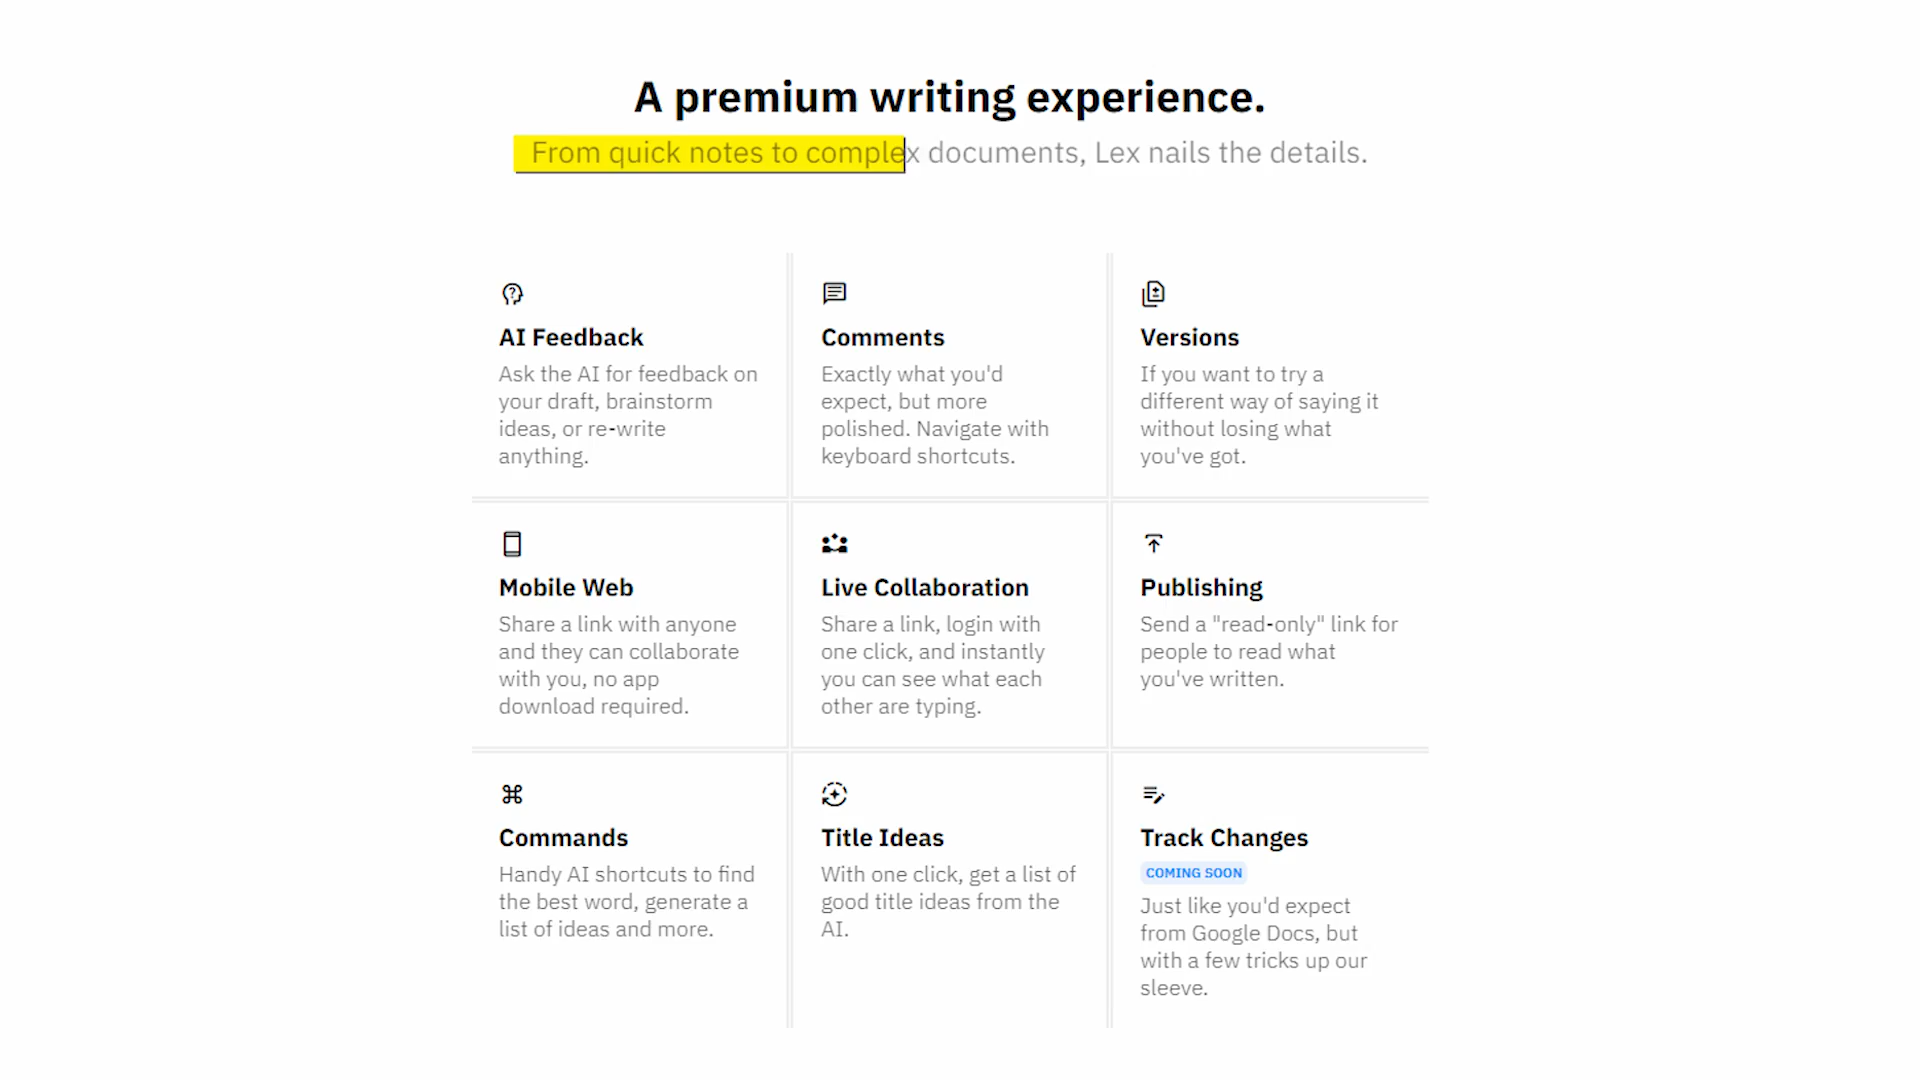 A premium writing experience.
From quick notes to complex documents, Lex nails the details.
AI Feedback
Ask the AI for feedback on
your draft, brainstorm
ideas, or re-write
anything.
Comments
Exactly what you'd
expect, but more
polished. Navigate with
keyboard shortcuts.
Versions
If you want to try a
different way of saying it
without losing what
you've got.
Mobile Web
Share a link with anyone
and they can collaborate
with you, no app
download required.
Live Collaboration
Share a link, login with
one click, and instantly
you can see what each
other are typing.
Publishing
Send a "read-only" link for
people to read what
you've written.
Commands
Handy AI shortcuts to find
the best word, generate a
list of ideas and more.
Title Ideas
With one click, get a list of
good title ideas from the
AI.
Track Changes
COMING SOON
Just like you'd expect
from Google Docs, but
with a few tricks up our
sleeve.